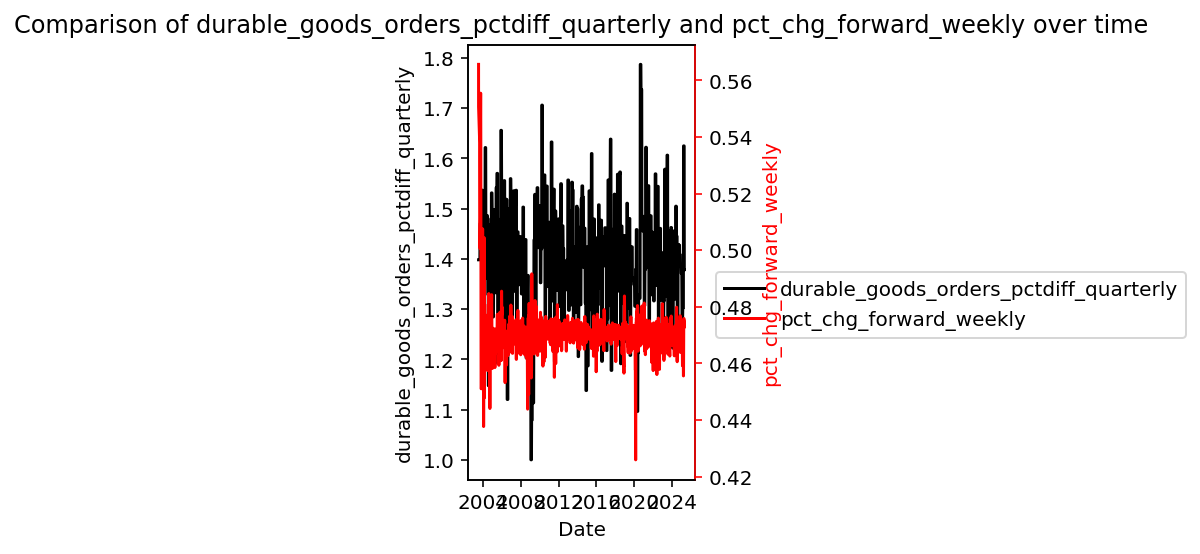 Comparison of durable_goods_orders_pctdiff_quarterly and pct_chg_forward_weekly over time
durable_goods_orders_pctdiff_quarterly
1.8
1.7
1.6
1.5
1.4
1.3
1.2
1.1
1.0
0.56
0.54
0.52
0.50
0.48
0.46
0.44
0.42
pct_chg_forward_weekly
durable_goods_orders_pctdiff_quarterly
pct_chg_forward_weekly
2004 2008 2012 2016 2020 2024
Date